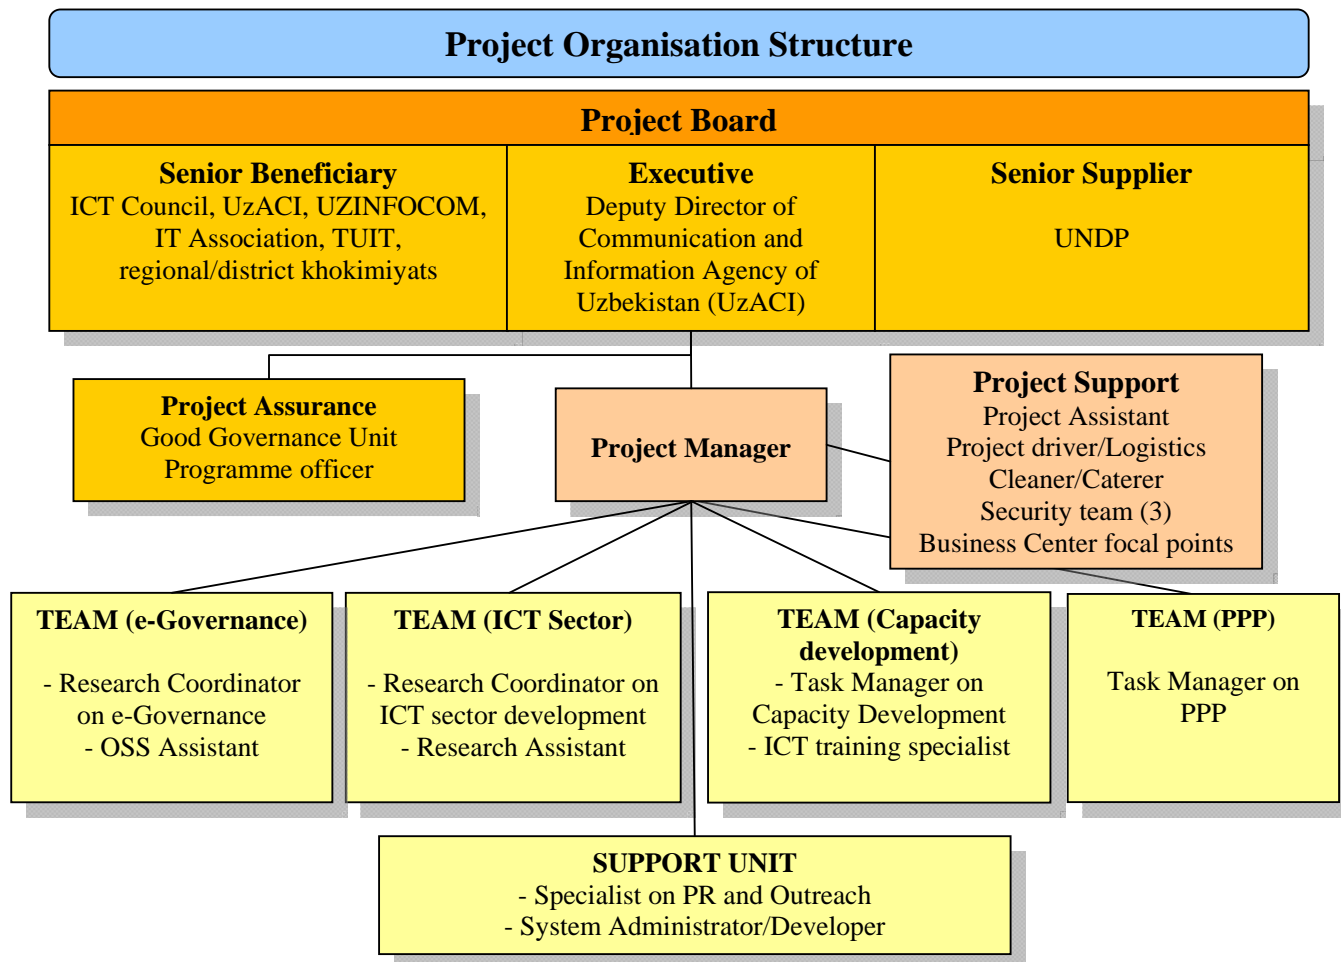 Project Organisation Structure
Project Board
Senior Beneficiary
ICT Council, UzACI, UZINFOCOM,
IT Association, TUIT,
regional/district khokimiyats
Executive
Deputy Director of
Communication and
Information Agency of
Uzbekistan (UzACI)
Senior Supplier
UNDP
Project Assurance
Good Governance Unit
Programme officer
Project Manager
Project Support
Project Assistant
Project driver/Logistics
Cleaner/Caterer
Security team (3)
Business Center focal points
TEAM (e-Governance)
- Research Coordinator
on e-Governance
- OSS Assistant
TEAM (ICT Sector)
- Research Coordinator on
ICT sector development
- Research Assistant
TEAM (Capacity
development)
- Task Manager on
Capacity Development
- ICT training specialist
TEAM (PPP)
Task Manager on
PPP
SUPPORT UNIT
- Specialist on PR and Outreach
- System Administrator/Developer